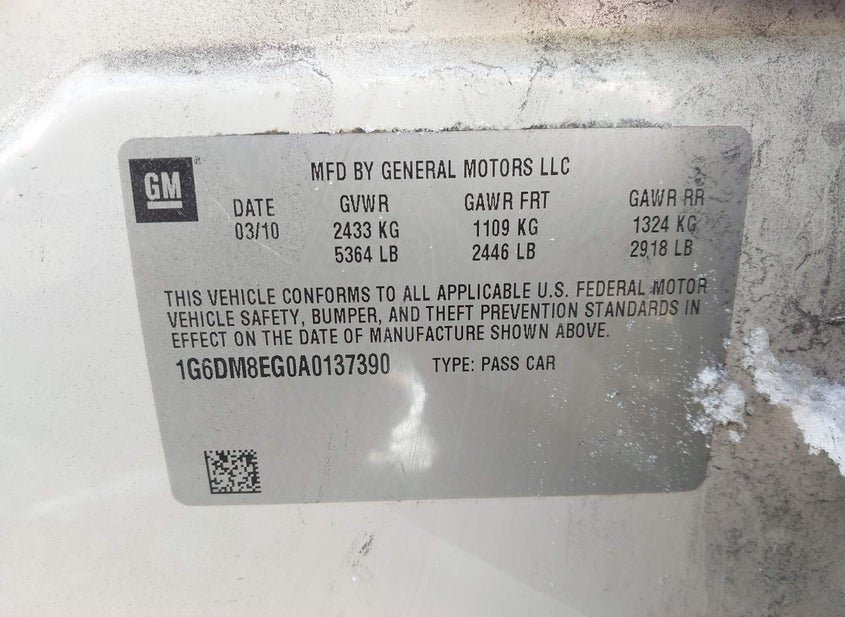 GM
MFD BY GENERAL MOTORS LLC
DATE GVWR GAWR FRT GAWR RR
03/10 2433 KG 1109 KG 1324 KG
5364 LB 2446 LB 2918 LB
THIS VEHICLE CONFORMS TO ALL APPLICABLE U.S. FEDERAL MOTOR
VEHICLE SAFETY, BUMPER, AND THEFT PREVENTION STANDARDS IN
EFFECT ON THE DATE OF MANUFACTURE SHOWN ABOVE.
1G6DM8EG0A0137390 TYPE: PASS CAR